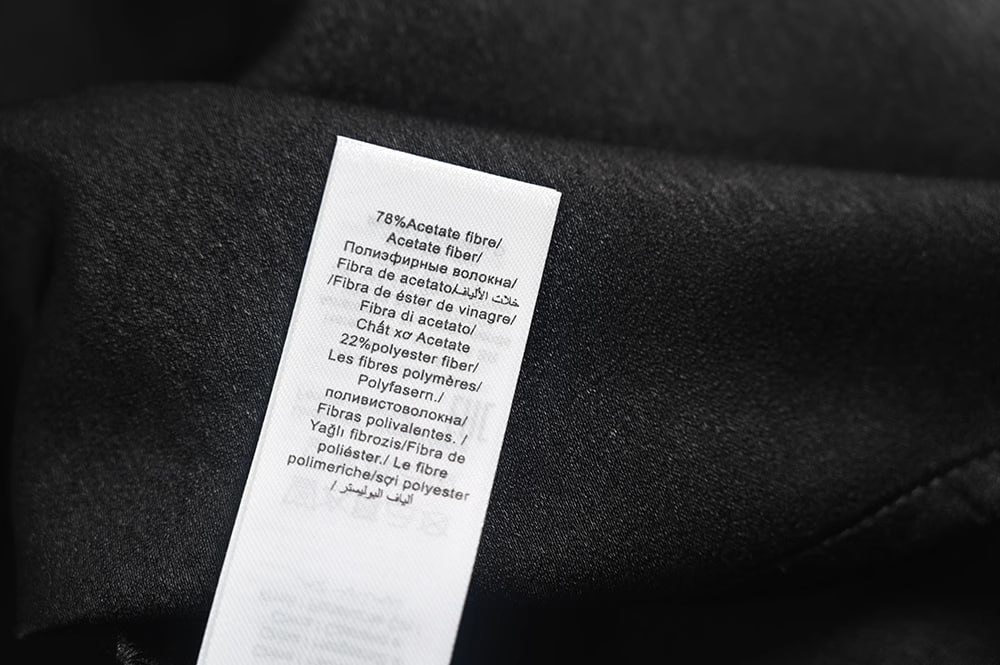 78%Acetate fibre/
Acetate fiber/
Полиэфирные волокна/
Fibra de acetato/خلات الألياف
/Fibra de éster de vinagre/
Fibra di acetato/
Chất xơ Acetate
22%polyester fiber/
Les fibres polymères/
Polyfasern./
поливистоволокна/
Fibras polivalentes. /
Yağlı fibrozis/Fibra de
poliéster./ Le fibre
polimeriche/sợi polyester
/ ألياف البوليستر